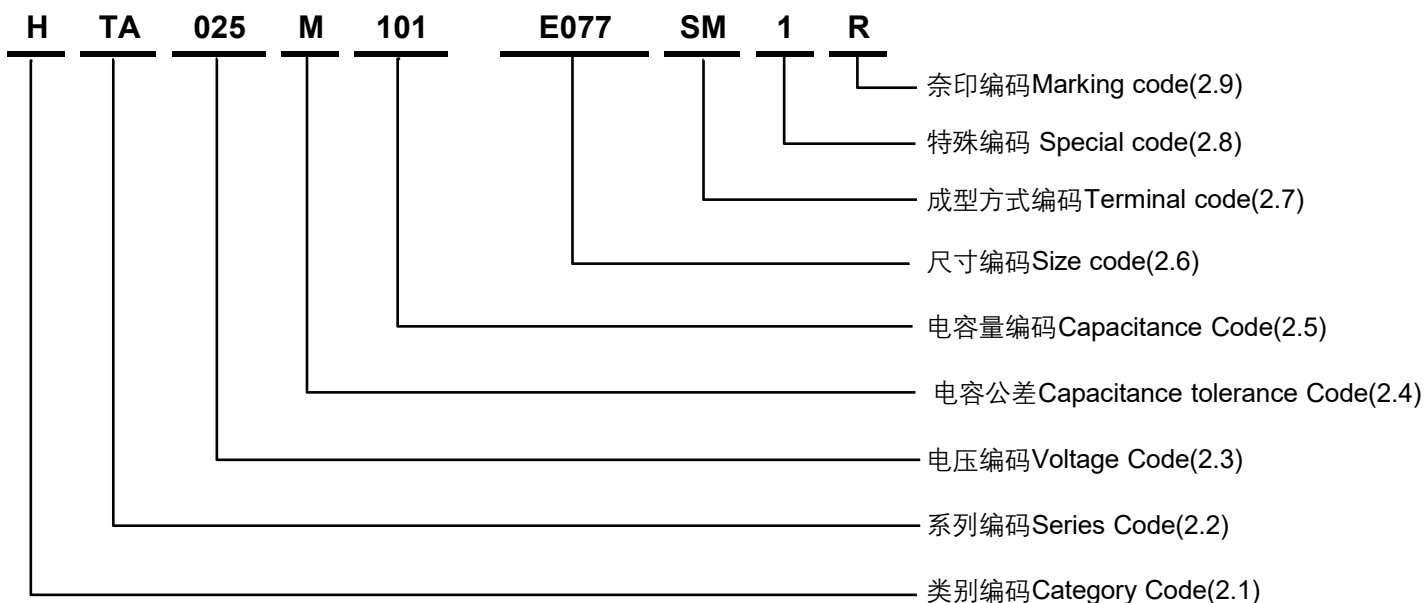 H TA 025 M 101 E077 SM 1 R
奈印编码Marking code(2.9)
特殊编码 Special code(2.8)
成型方式编码Terminal code(2.7)
尺寸编码Size code(2.6)
电容量编码Capacitance Code(2.5)
电容公差Capacitance tolerance Code(2.4)
电压编码Voltage Code(2.3)
系列编码Series Code(2.2)
类别编码Category Code(2.1)